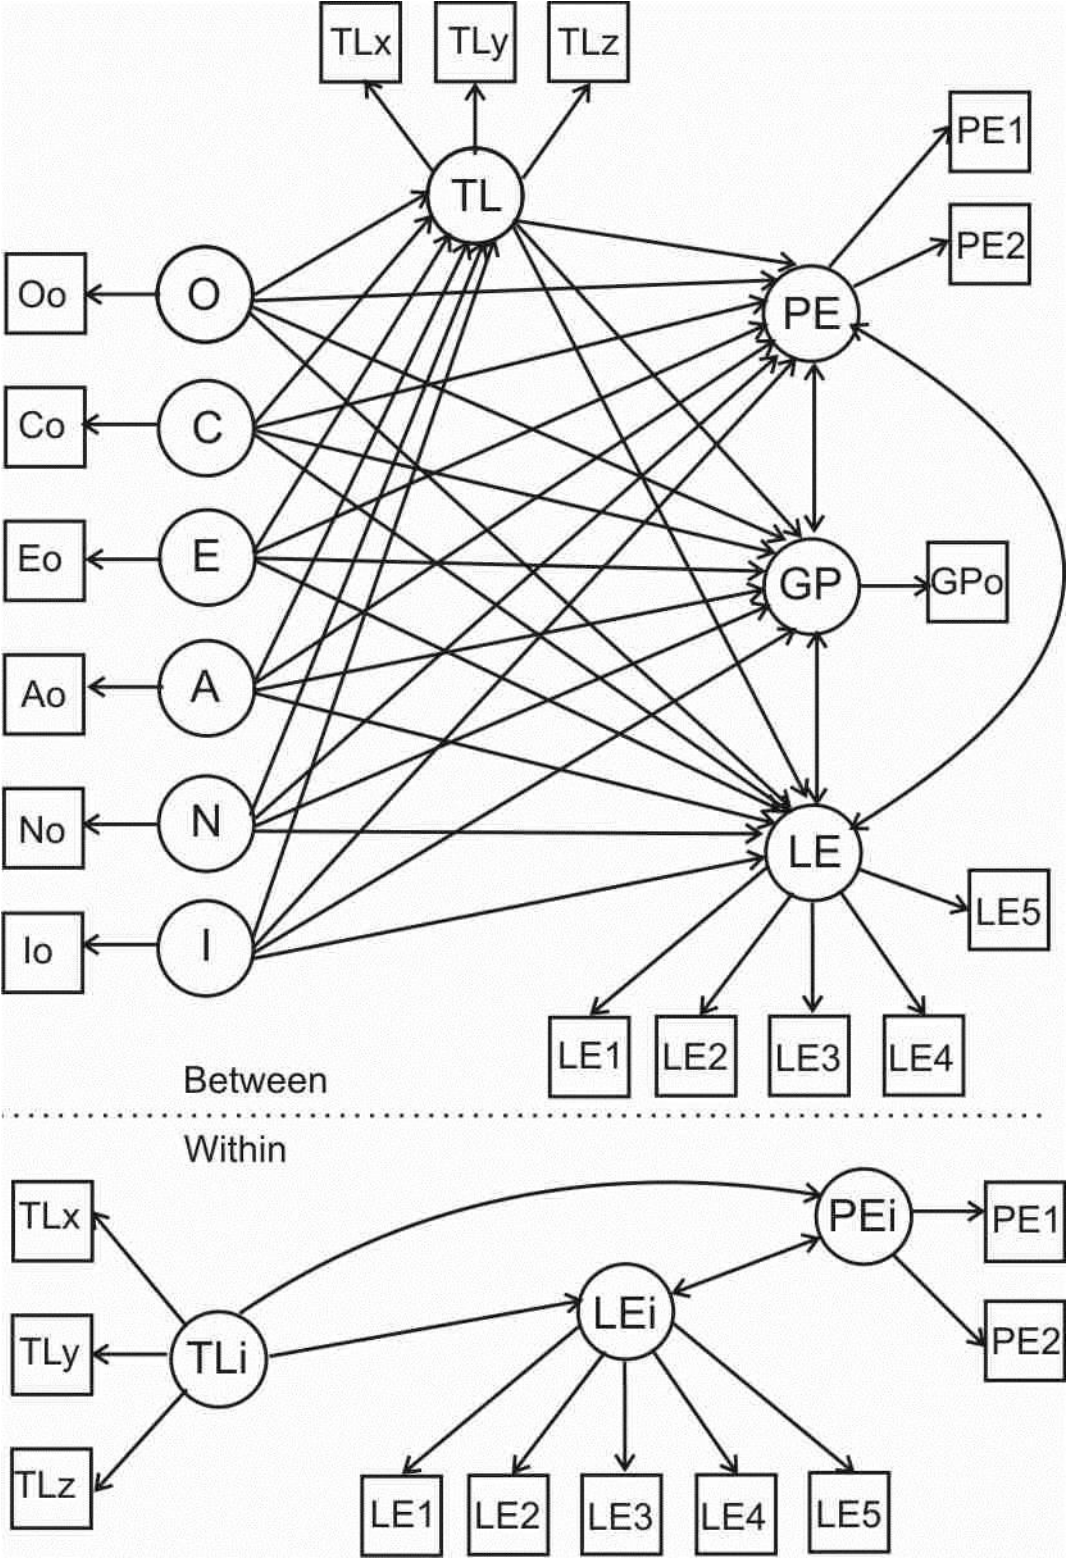 TLx
TLy
TLz
PE1
TL
PE2
Oo
O
PE
Co
C
Eo
E
GP
GPo
Ao
A
No
N
LE
LE5
Io
I
LE1
LE2
LE3
LE4
Between
Within
TLx
PEi
PE1
LEi
TLy
TLi
PE2
TLz
LE1
LE2
LE3
LE4
LE5